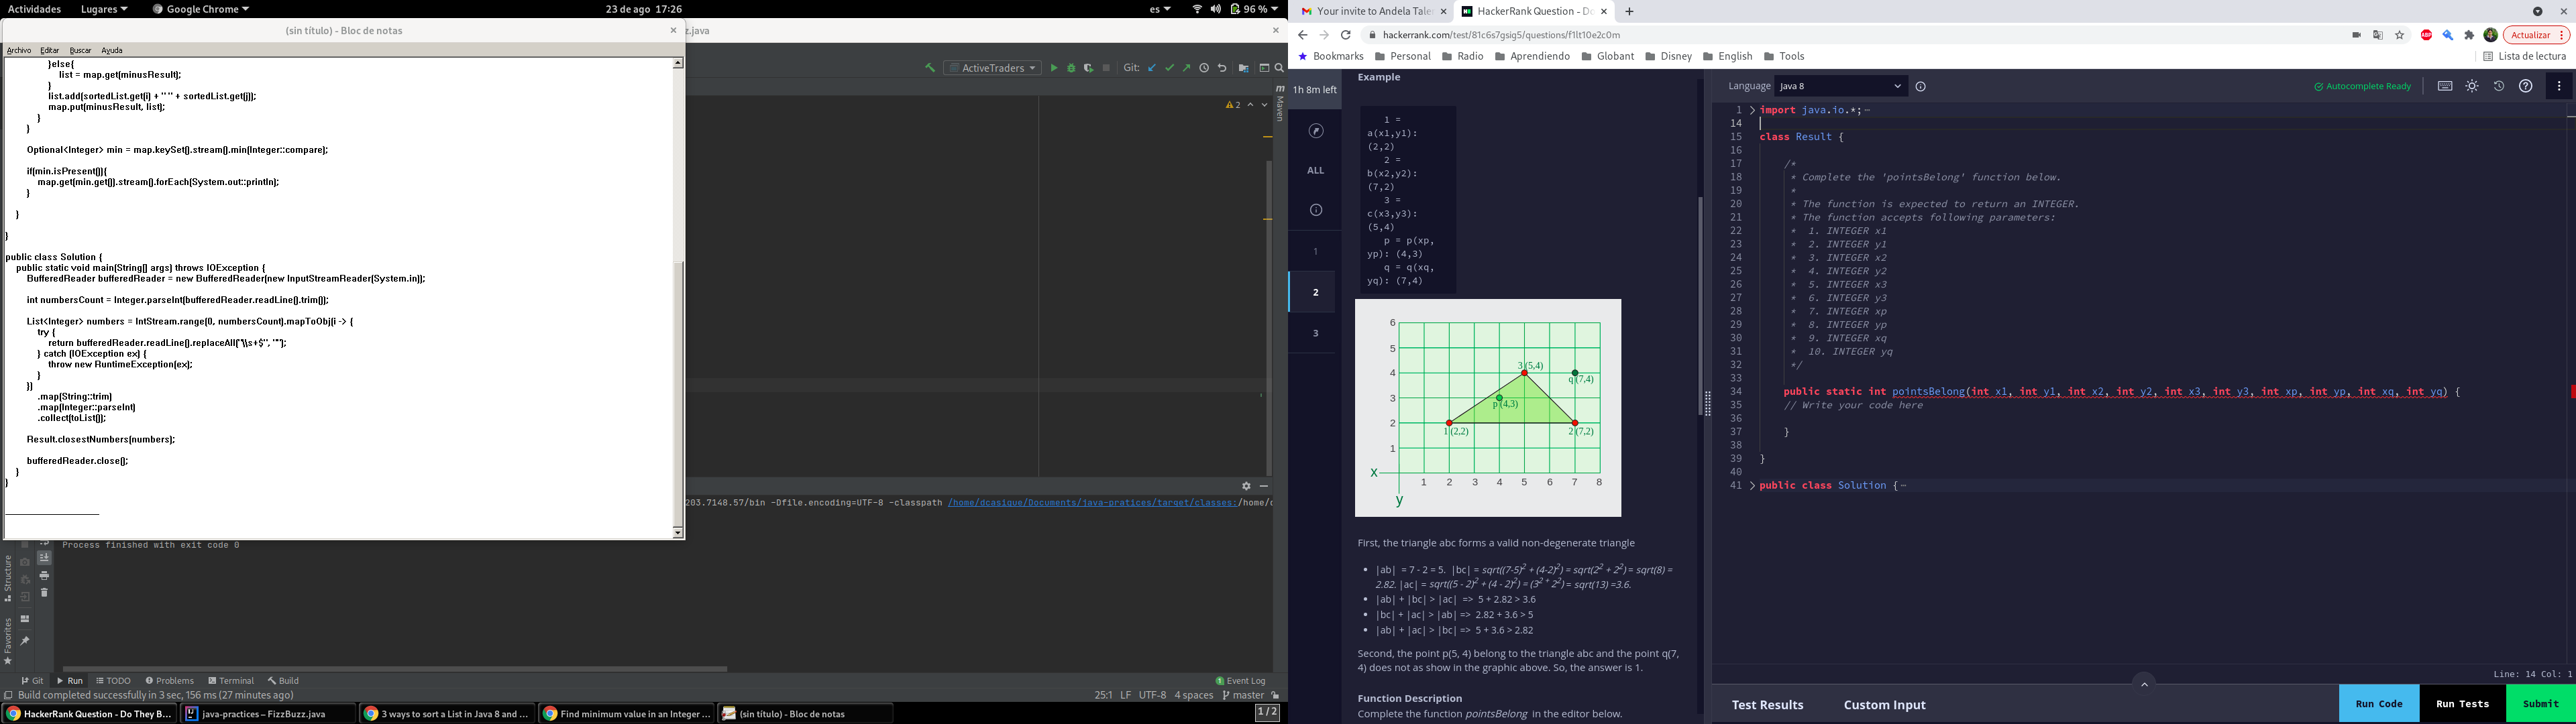 Actividades Lugares Google Chrome 23 de ago 17:26 es 96 %
(sin título) - Bloc de notas
Archivo Editar Buscar Ayuda
}else{
list = map.get(minusResult);
}
list.add(sortedList.get(i) + " " + sortedList.get(j));
map.put(minusResult, list);
}
}
Optional<Integer> min = map.keySet().stream().min(Integer::compare);
if(min.isPresent()){
map.get(min.get()).stream().forEach(System.out::println);
}
}
}
public class Solution {
public static void main(String[] args) throws IOException {
BufferedReader bufferedReader = new BufferedReader(new InputStreamReader(System.in));
int numbersCount = Integer.parseInt(bufferedReader.readLine().trim());
List<Integer> numbers = IntStream.range(0, numbersCount).mapToObj(i -> {
try {
return bufferedReader.readLine().replaceAll("\\s+$", "");
} catch (IOException ex) {
throw new RuntimeException(ex);
}
})
.map(String::trim)
.map(Integer::parseInt)
.collect(toList());
Result.closestNumbers(numbers);
bufferedReader.close();
}
}
z.java
ActiveTraders Git:
2
Maven
203.7148.57/bin -Dfile.encoding=UTF-8 -classpath /home/dcasique/Documents/java-pratices/target/classes:/home/d
Process finished with exit code 0
Structure
Favorites
Git Run TODO Problems Terminal Build 1 Event Log
Build completed successfully in 3 sec, 156 ms (27 minutes ago) 25:1 LF UTF-8 4 spaces master
HackerRank Question - Do They B... java-practices – FizzBuzz.java 3 ways to sort a List in Java 8 and ... Find minimum value in an Integer ... (sin título) - Bloc de notas 1 / 2
Your invite to Andela Tale HackerRank Question - Do
hackerrank.com/test/81c6s7gsig5/questions/f1lt10e2c0m ABP Actualizar
Bookmarks Personal Radio Aprendiendo Globant Disney English Tools Lista de lectura
1h 8m left
ALL
1
2
3
Example
1 =
a(x1,y1):
(2,2)
2 =
b(x2,y2):
(7,2)
3 =
c(x3,y3):
(5,4)
p = p(xp,
yp): (4,3)
q = q(xq,
yq): (7,4)
6
5
4
3
2
1
3 (5,4)
q (7,4)
p (4,3)
1 (2,2)
2 (7,2)
x
1 2 3 4 5 6 7 8
y
First, the triangle abc forms a valid non-degenerate triangle
|ab| = 7 - 2 = 5. |bc| = sqrt((7-5)2 + (4-2)2) = sqrt(22 + 22) = sqrt(8) =
2.82. |ac| = sqrt((5 - 2)2 + (4 - 2)2) = (32 + 22) = sqrt(13) =3.6.
|ab| + |bc| > |ac| => 5 + 2.82 > 3.6
|bc| + |ac| > |ab| => 2.82 + 3.6 > 5
|ab| + |ac| > |bc| => 5 + 3.6 > 2.82
Second, the point p(5, 4) belong to the triangle abc and the point q(7,
4) does not as show in the graphic above. So, the answer is 1.
Function Description
Complete the function pointsBelong in the editor below.
Language Java 8 Autocomplete Ready
1 import java.io.*;
14
15 class Result {
16
17 /*
18 * Complete the 'pointsBelong' function below.
19 *
20 * The function is expected to return an INTEGER.
21 * The function accepts following parameters:
22 * 1. INTEGER x1
23 * 2. INTEGER y1
24 * 3. INTEGER x2
25 * 4. INTEGER y2
26 * 5. INTEGER x3
27 * 6. INTEGER y3
28 * 7. INTEGER xp
29 * 8. INTEGER yp
30 * 9. INTEGER xq
31 * 10. INTEGER yq
32 */
33
34 public static int pointsBelong(int x1, int y1, int x2, int y2, int x3, int y3, int xp, int yp, int xq, int yq) {
35 // Write your code here
36
37 }
38
39 }
40
41 public class Solution {
Line: 14 Col: 1
Test Results Custom Input Run Code Run Tests Submit